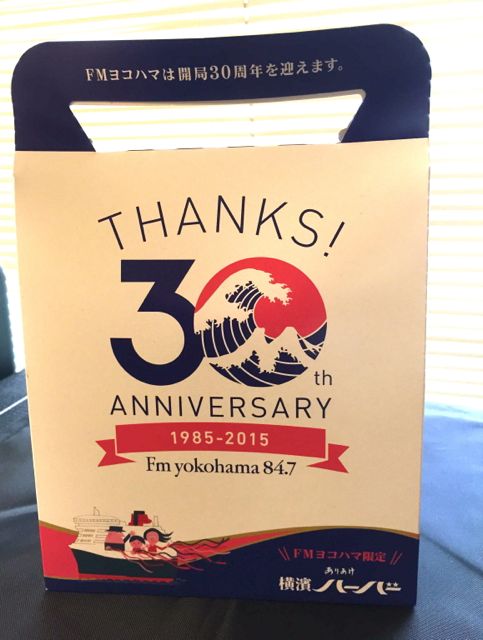 FMヨコハマは開局30周年を迎えます。
THANKS!
30th
ANNIVERSARY
1985-2015
Fm yokohama 84.7
\\ FMヨコハマ限定 //
ありあけ
横濱 ハーバー